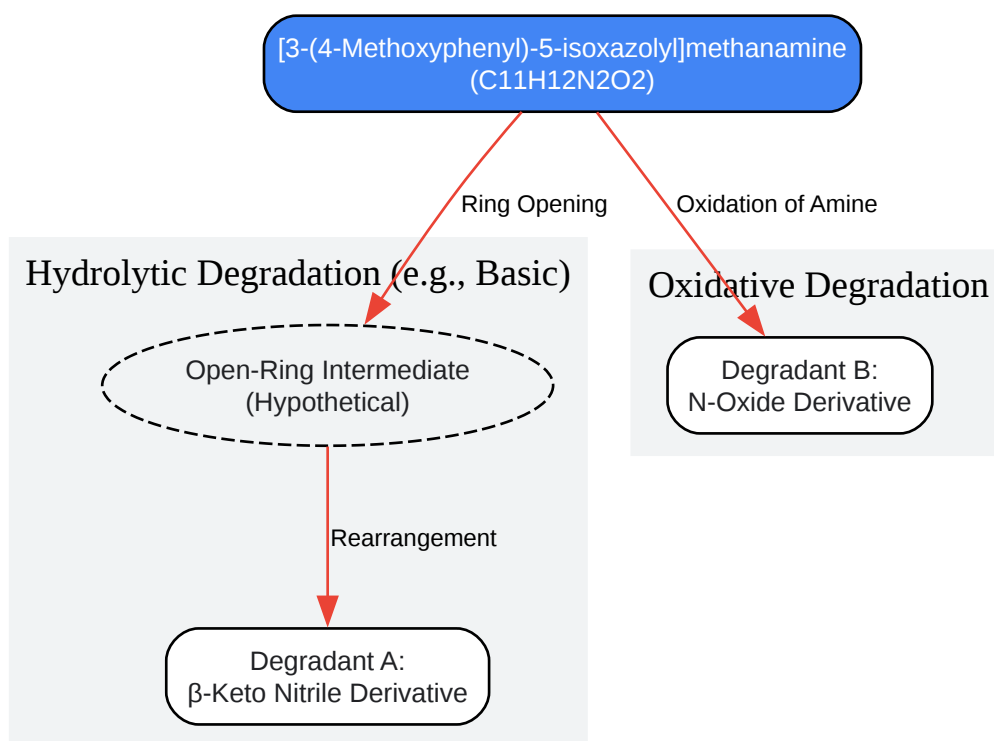 [3-(4-Methoxyphenyl)-5-isoxazolyl]methanamine
(C11H12N2O2)
Ring Opening
Oxidation of Amine
Hydrolytic Degradation (e.g., Basic)
Oxidative Degradation
Open-Ring Intermediate
(Hypothetical)
Degradant B:
N-Oxide Derivative
Rearrangement
Degradant A:
β-Keto Nitrile Derivative